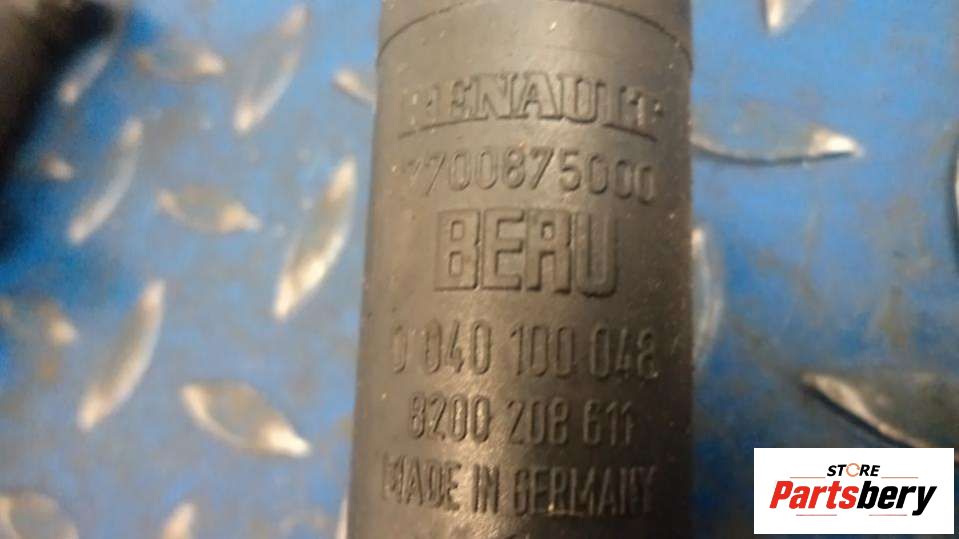 RENAULT
7700875000
BERU
0 040 100 048
8200 208 611
MADE IN GERMANY
STORE
Partsbery